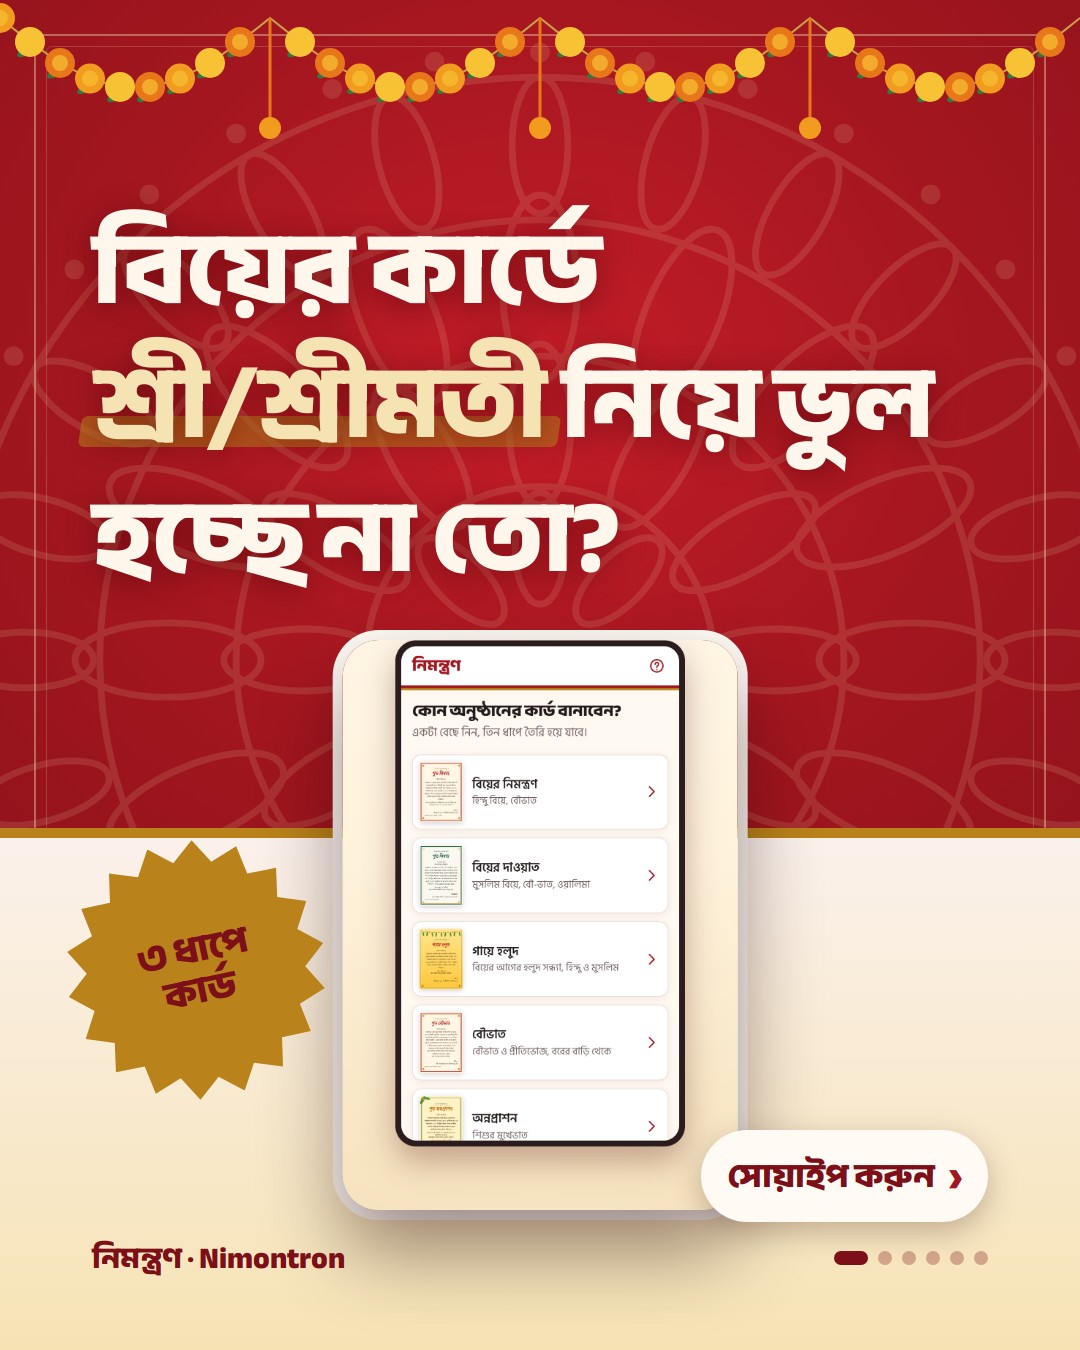 বিয়ের কার্ডে
শ্রী/শ্রীমতী নিয়ে ভুল
হচ্ছে না তো?
নিমন্ত্রণ
কোন অনুষ্ঠানের কার্ড বানাবেন?
একটা বেছে নিন, তিন ধাপে তৈরি হয়ে যাবে।
বিয়ের নিমন্ত্রণ
হিন্দু বিয়ে, বৌভাত
বিয়ের দাওয়াত
মুসলিম বিয়ে, বৌ-ভাত, ওয়ালিমা
গায়ে হলুদ
বিয়ের আগের হলুদ সন্ধ্যা, হিন্দু ও মুসলিম
বৌভাত
বৌভাত ও প্রীতিভোজ, বরের বাড়ি থেকে
অন্নপ্রাশন
শিশুর মুখেভাত
৩ ধাপে
কার্ড
সোয়াইপ করুন ›
নিমন্ত্রণ · Nimontron